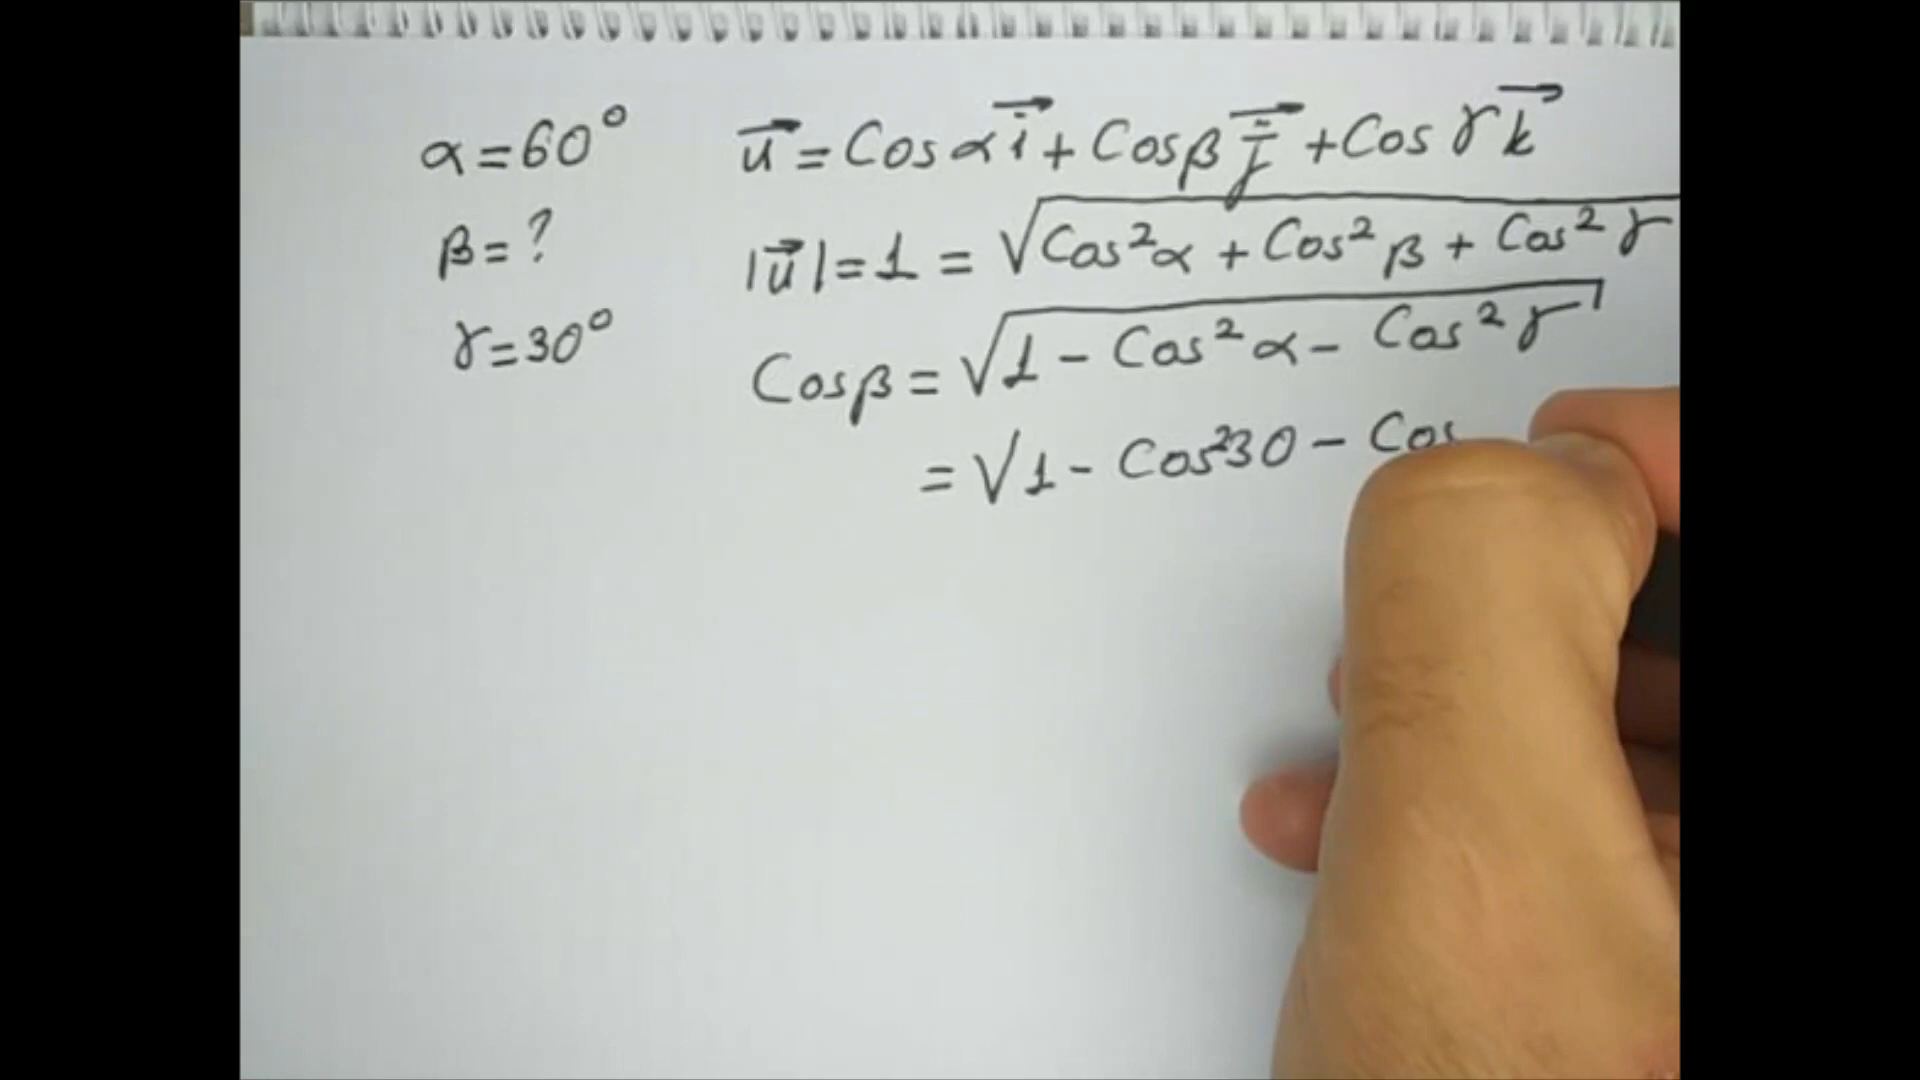 α = 60°
β = ?
γ = 30°
u⃗ = Cos α i⃗ + Cos β j⃗ + Cos γ k⃗
|u⃗| = 1 = √Cos²α + Cos²β + Cos²γ
Cos β = √1 - Cos²α - Cos²γ
= √1 - Cos²30 - Cos